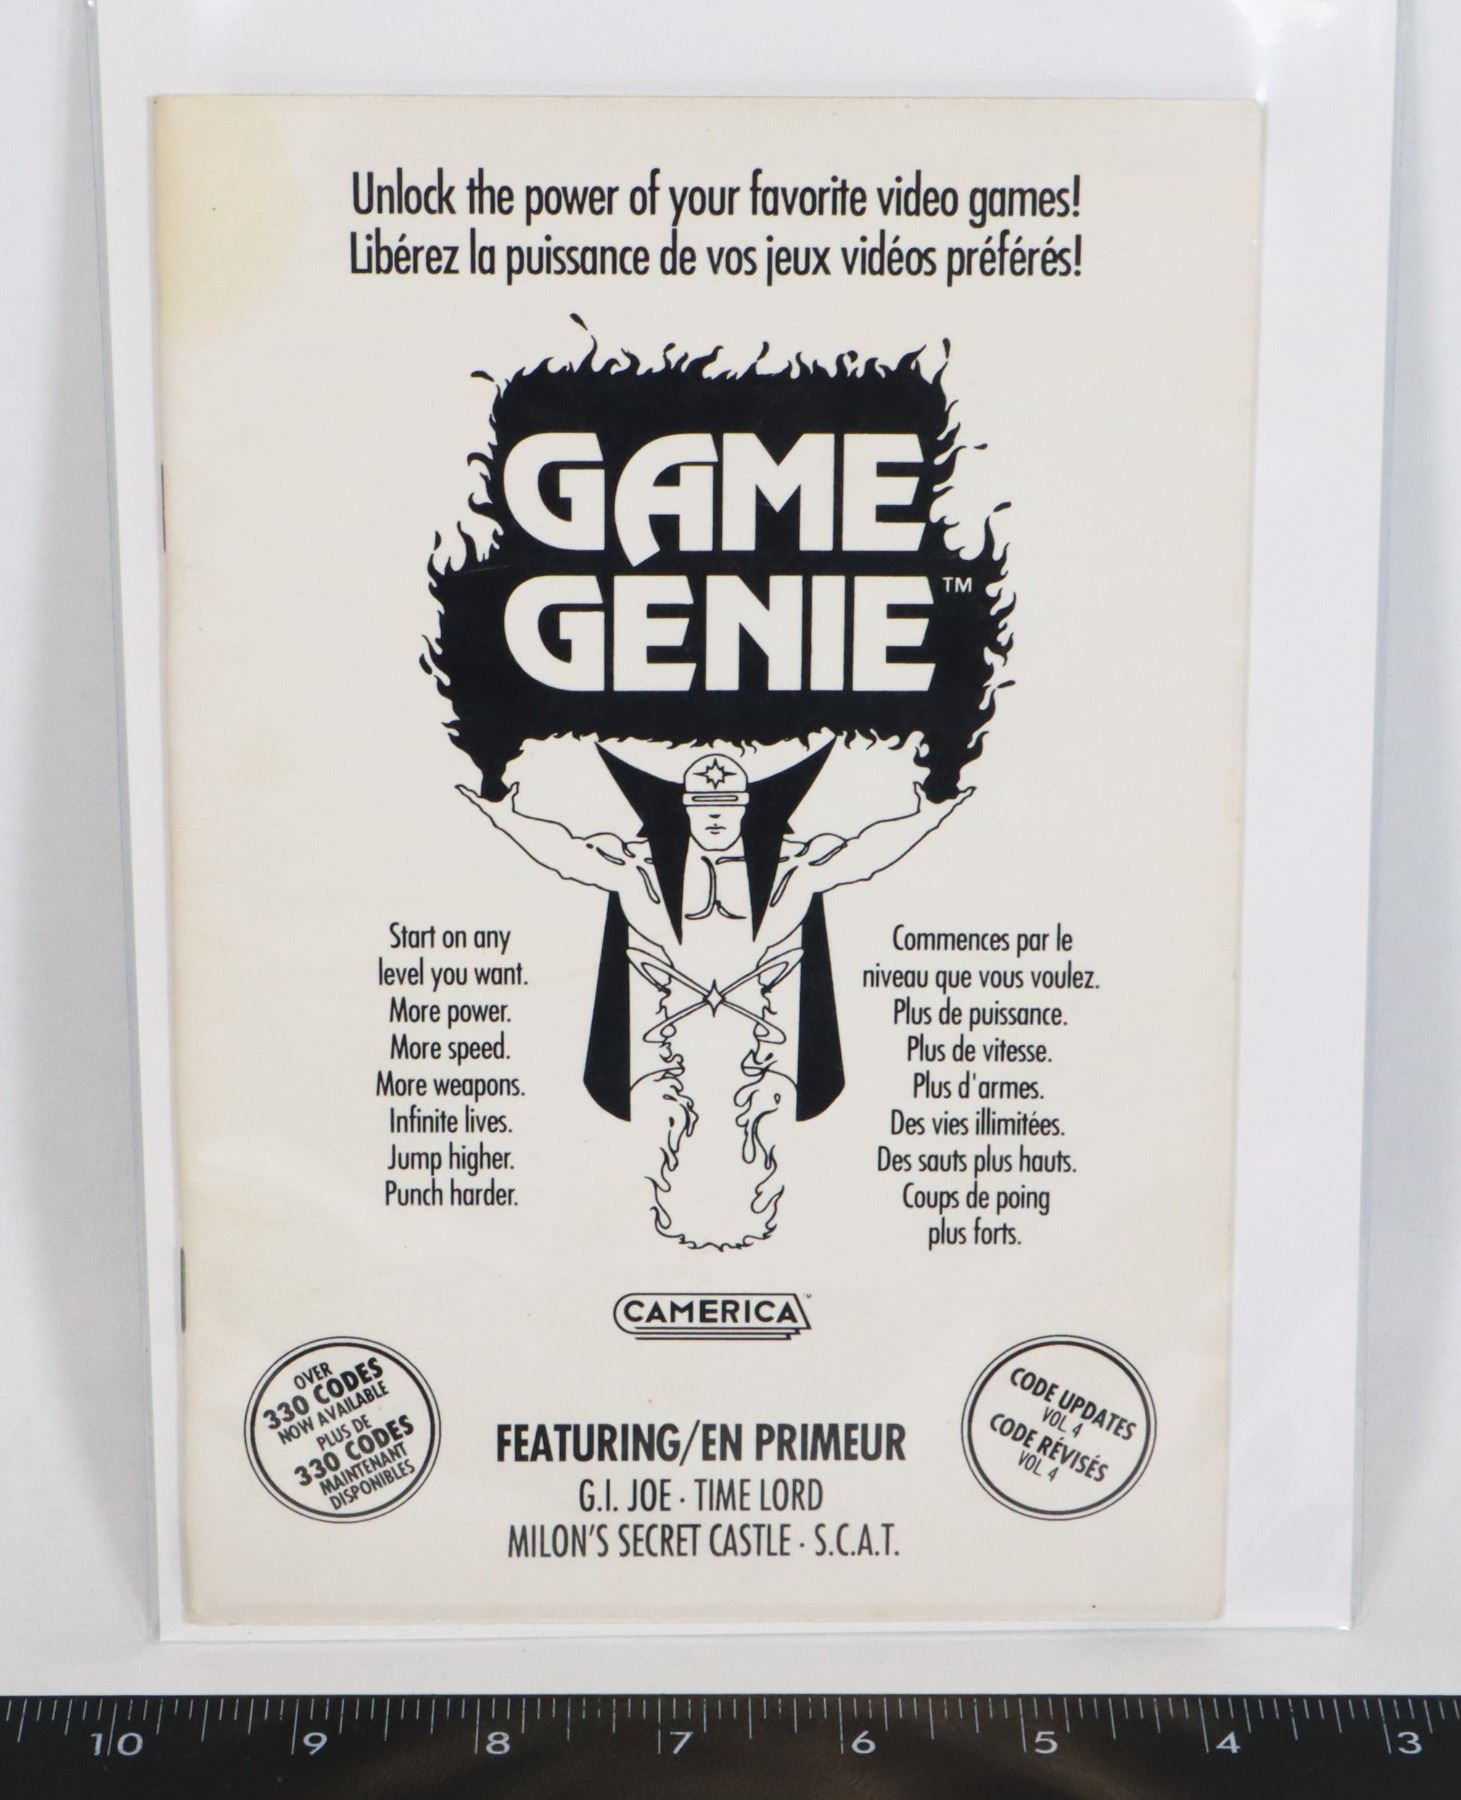 Unlock the power of your favorite video games!
Libérez la puissance de vos jeux vidéos préférés!
GAME
GENIE™
Start on any
level you want.
More power.
More speed.
More weapons.
Infinite lives.
Jump higher.
Punch harder.
Commences par le
niveau que vous voulez.
Plus de puissance.
Plus de vitesse.
Plus d'armes.
Des vies illimitées.
Des sauts plus hauts.
Coups de poing
plus forts.
CAMERICA™
OVER
330 CODES
NOW AVAILABLE
PLUS DE
330 CODES
MAINTENANT
DISPONIBLES
CODE UPDATES
VOL. 4
CODE RÉVISÉS
VOL. 4
FEATURING/EN PRIMEUR
G.I. JOE · TIME LORD
MILON'S SECRET CASTLE · S.C.A.T.
10 9 8 7 6 5 4 3